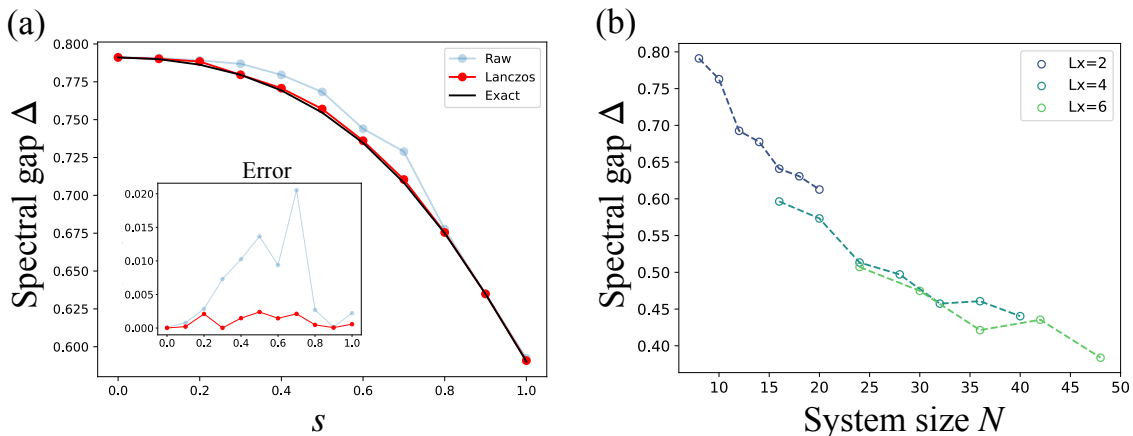 (a)
Spectral gap Δ
0.800
0.775
0.750
0.725
0.700
0.675
0.650
0.625
0.600
Raw
Lanczos
Exact
Error
0.020
0.015
0.010
0.005
0.000
0.0 0.2 0.4 0.6 0.8 1.0
0.0 0.2 0.4 0.6 0.8 1.0
s
(b)
Spectral gap Δ
0.80
0.75
0.70
0.65
0.60
0.55
0.50
0.45
0.40
Lx=2
Lx=4
Lx=6
10 15 20 25 30 35 40 45 50
System size N